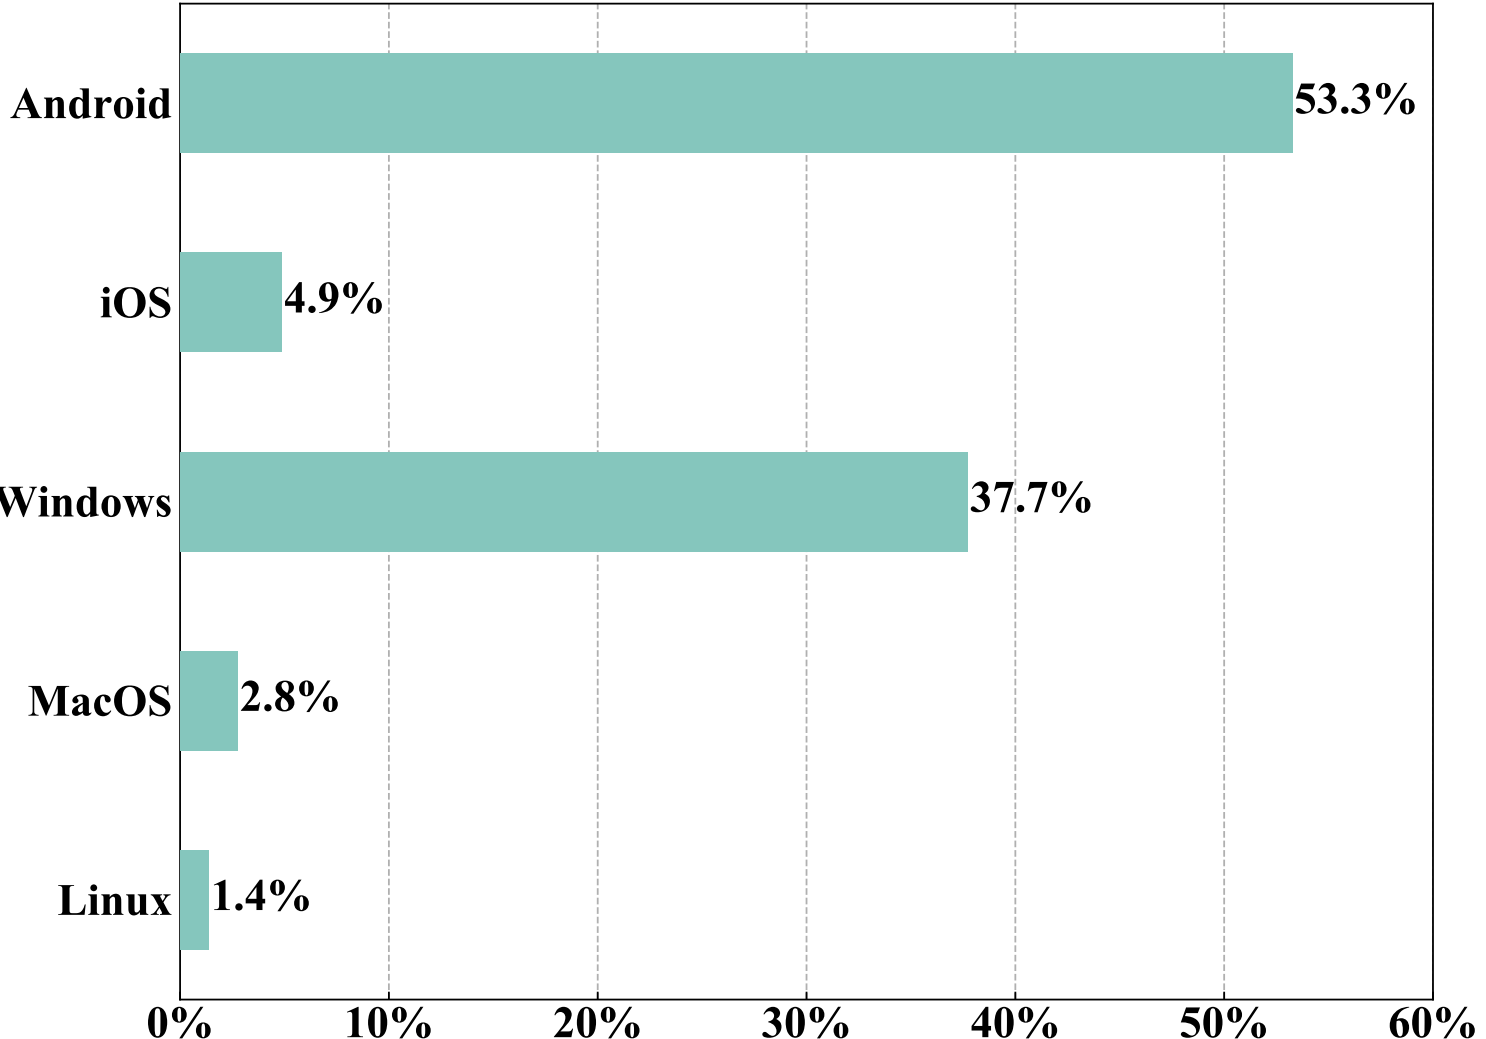 Android 53.3%
iOS 4.9%
Windows 37.7%
MacOS 2.8%
Linux 1.4%
0% 10% 20% 30% 40% 50% 60%